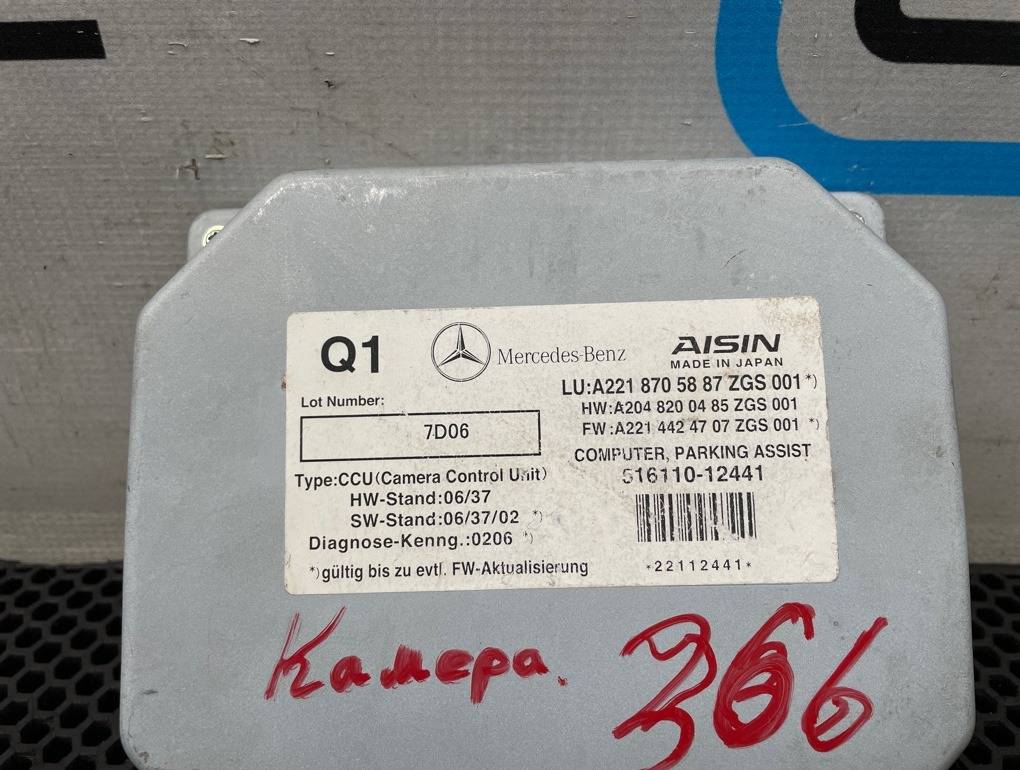 Q1
Mercedes-Benz
AISIN
MADE IN JAPAN
LU:A221 870 58 87 ZGS 001 *)
HW:A204 820 04 85 ZGS 001
FW:A221 442 47 07 ZGS 001 *)
COMPUTER, PARKING ASSIST
516110-12441
*22112441*
Lot Number:
7D06
Type:CCU(Camera Control Unit)
HW-Stand:06/37
SW-Stand:06/37/02 *)
Diagnose-Kenng.:0206 *)
*)gültig bis zu evtl. FW-Aktualisierung
Камера 366